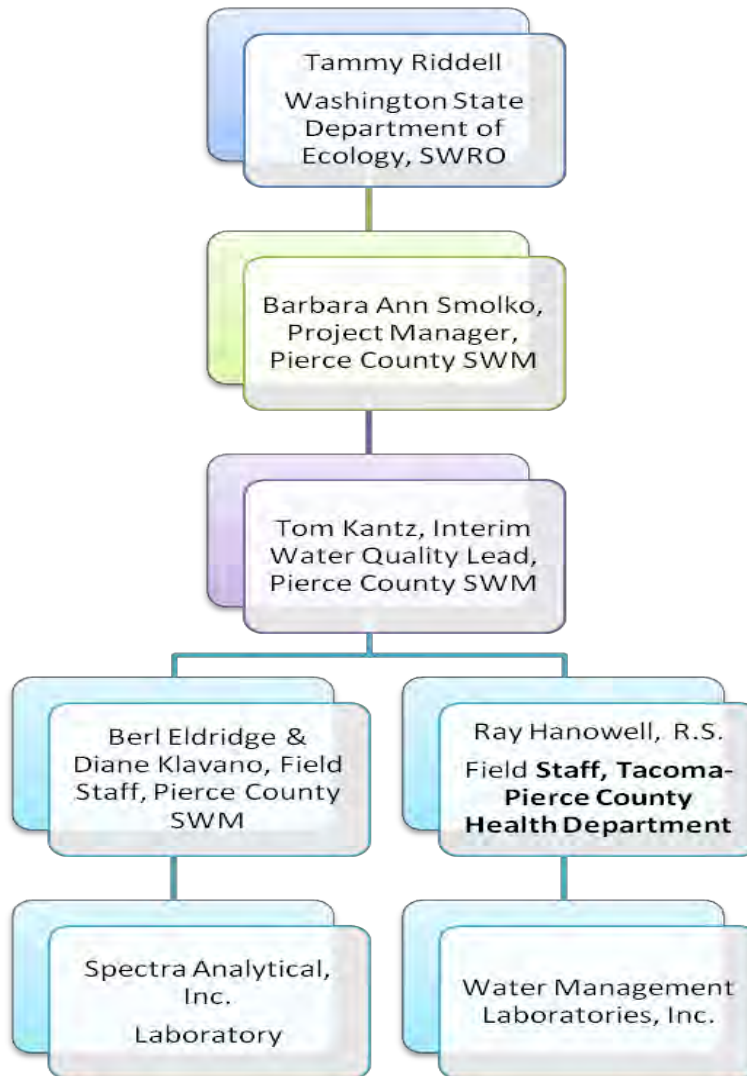 Tammy Riddell
Washington State
Department of
Ecology, SWRO
Barbara Ann Smolko,
Project Manager,
Pierce County SWM
Tom Kantz, Interim
Water Quality Lead,
Pierce County SWM
Berl Eldridge &
Diane Klavano, Field
Staff, Pierce County
SWM
Ray Hanowell, R.S.
Field Staff, Tacoma-
Pierce County
Health Department
Spectra Analytical,
Inc.
Laboratory
Water Management
Laboratories, Inc.